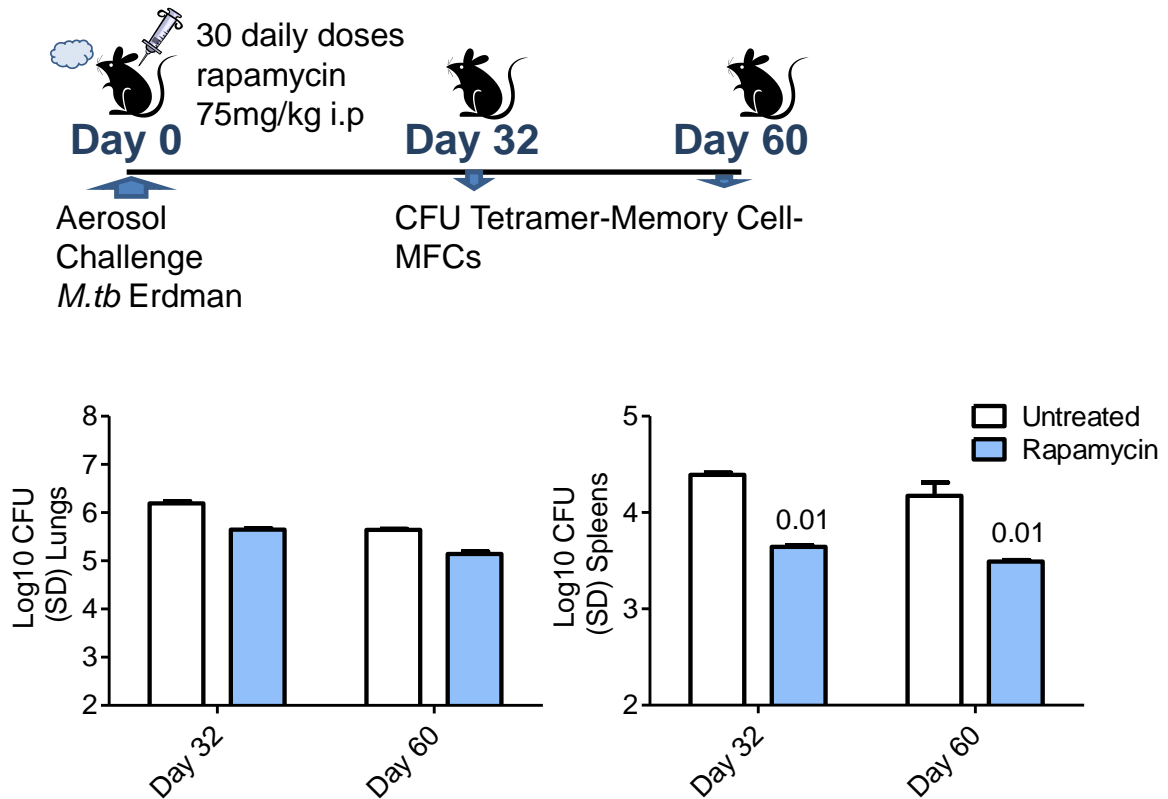 30 daily doses
rapamycin
75mg/kg i.p
Day 0
Day 32
Day 60
Aerosol
Challenge
M.tb Erdman
CFU Tetramer-Memory Cell-
MFCs
8
7
6
5
4
3
2
Log10 CFU
(SD) Lungs
Day 32
Day 60
5
4
3
2
Log10 CFU
(SD) Spleens
0.01
0.01
Day 32
Day 60
Untreated
Rapamycin